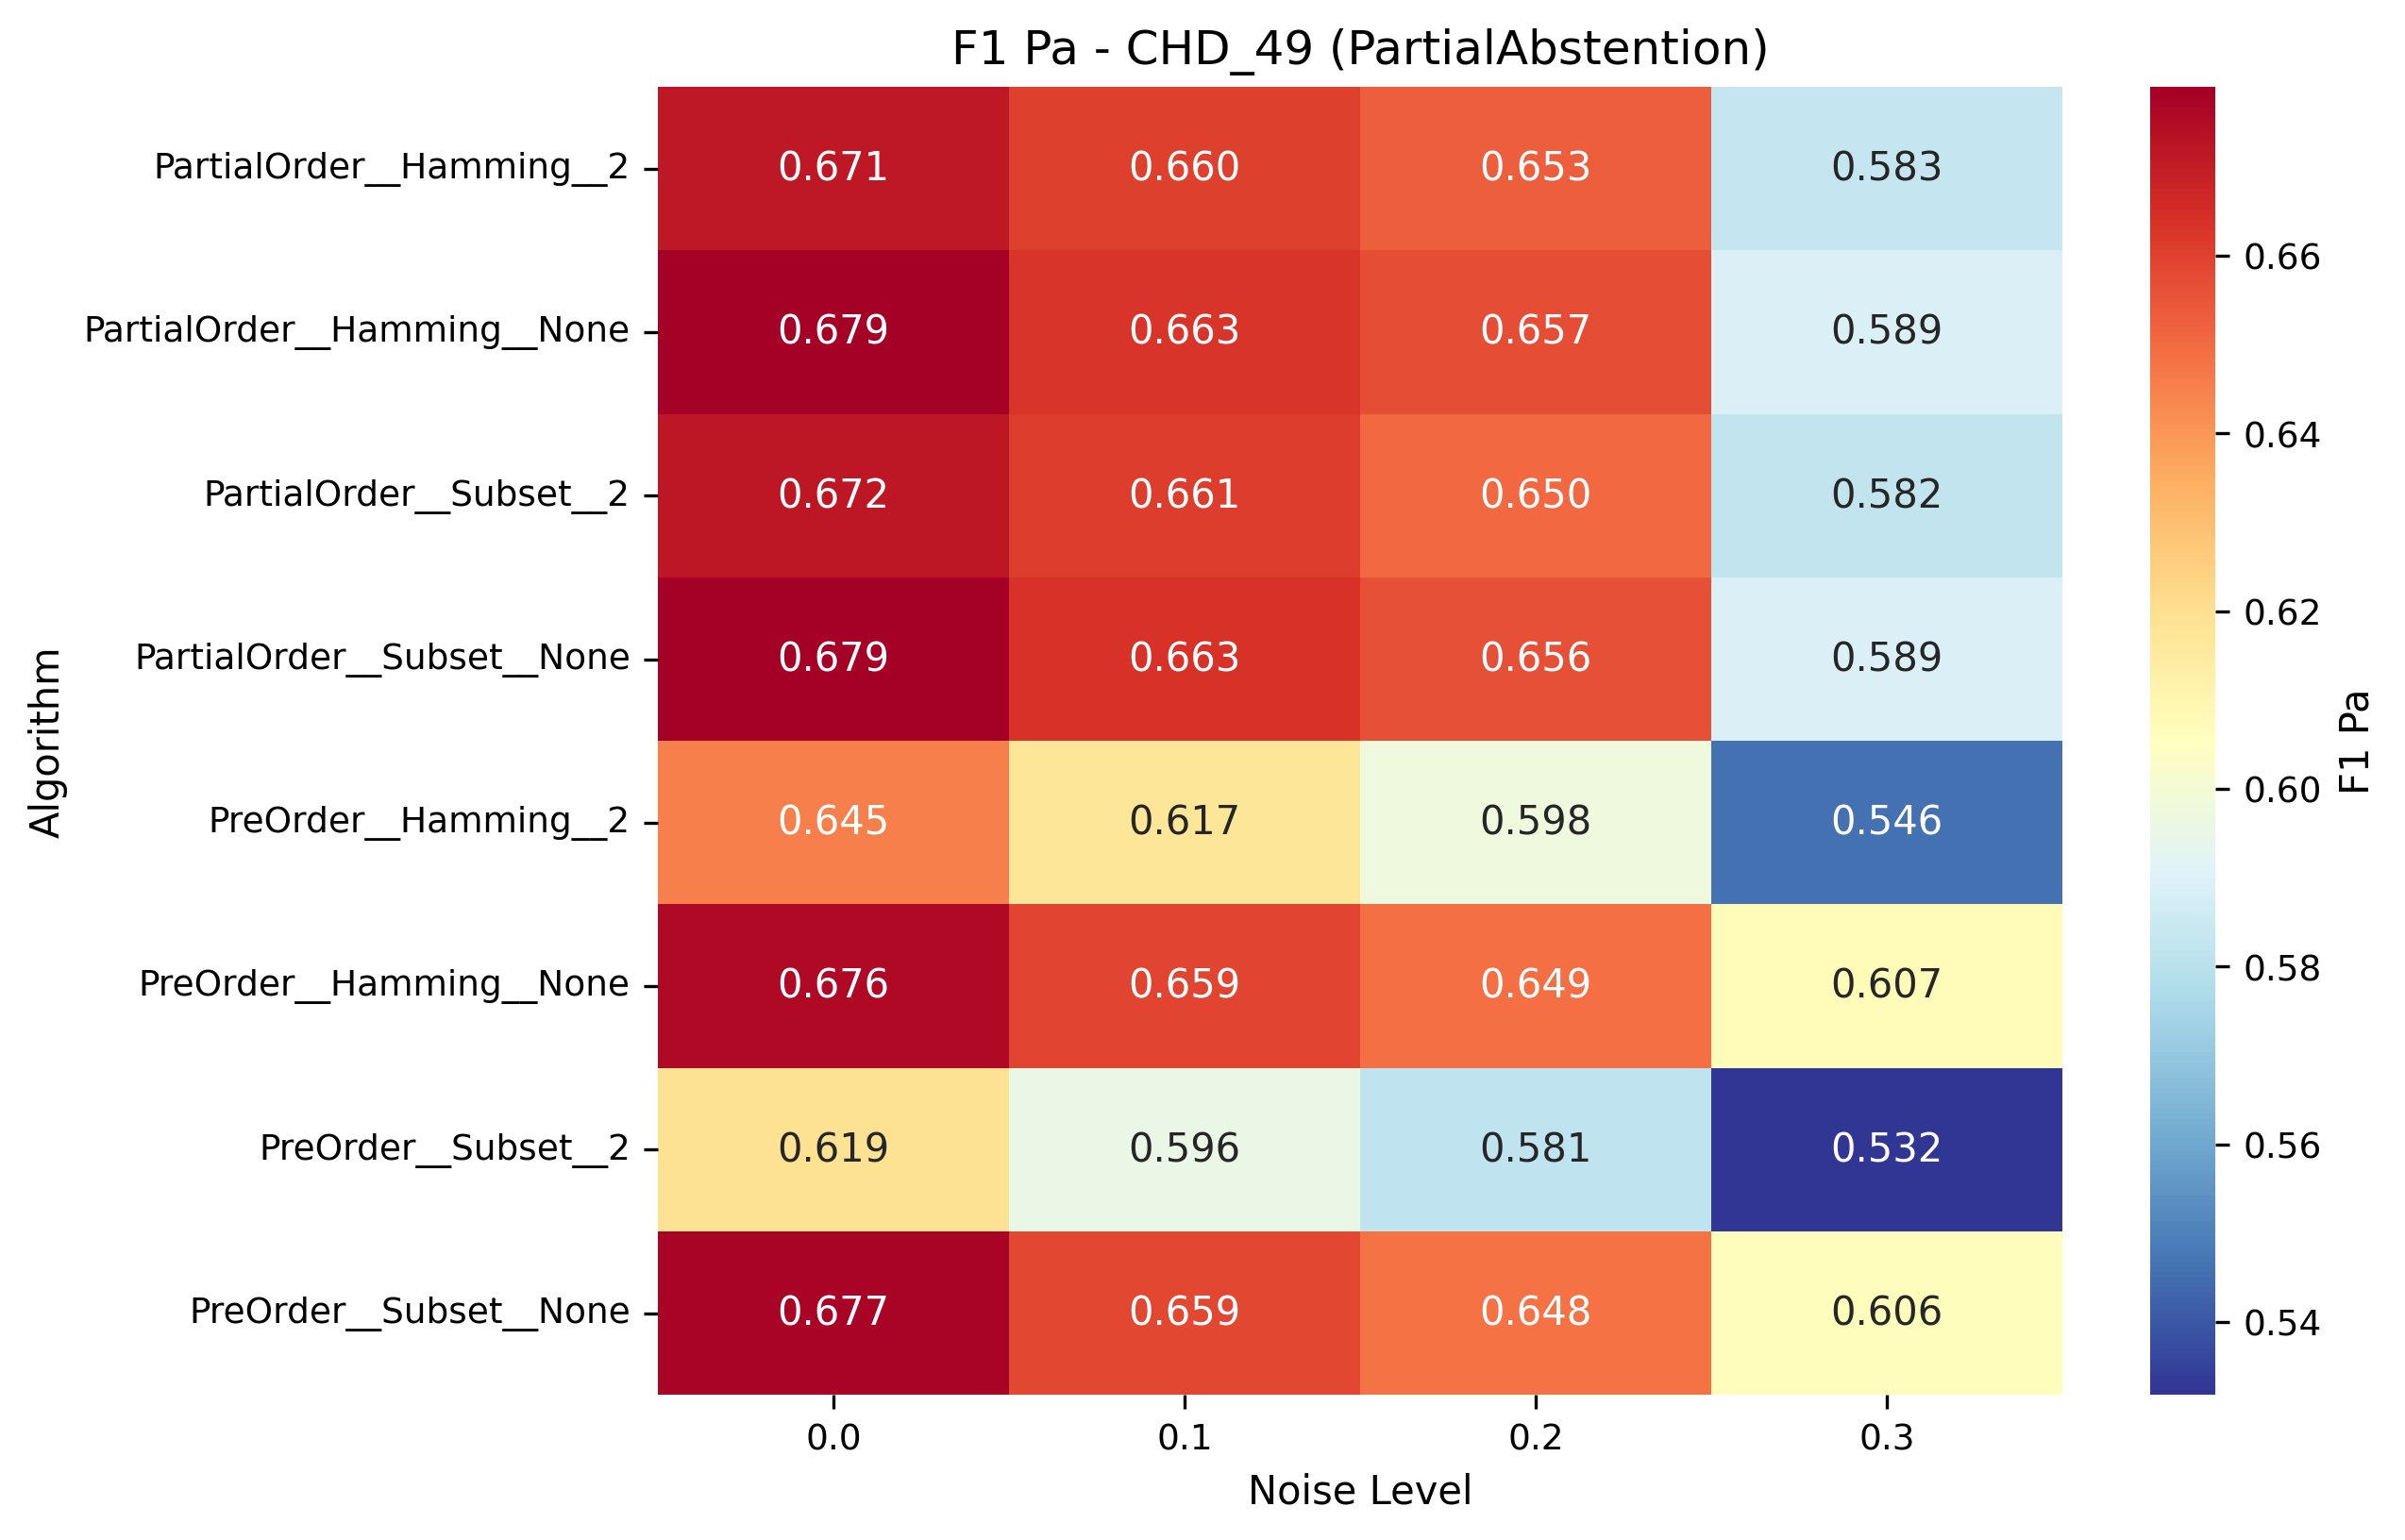 F1 Pa - CHD_49 (PartialAbstention)
Algorithm
PartialOrder__Hamming__2 0.671 0.660 0.653 0.583
PartialOrder__Hamming__None 0.679 0.663 0.657 0.589
PartialOrder__Subset__2 0.672 0.661 0.650 0.582
PartialOrder__Subset__None 0.679 0.663 0.656 0.589
PreOrder__Hamming__2 0.645 0.617 0.598 0.546
PreOrder__Hamming__None 0.676 0.659 0.649 0.607
PreOrder__Subset__2 0.619 0.596 0.581 0.532
PreOrder__Subset__None 0.677 0.659 0.648 0.606
0.0 0.1 0.2 0.3
Noise Level
0.66
0.64
0.62
0.60
0.58
0.56
0.54
F1 Pa